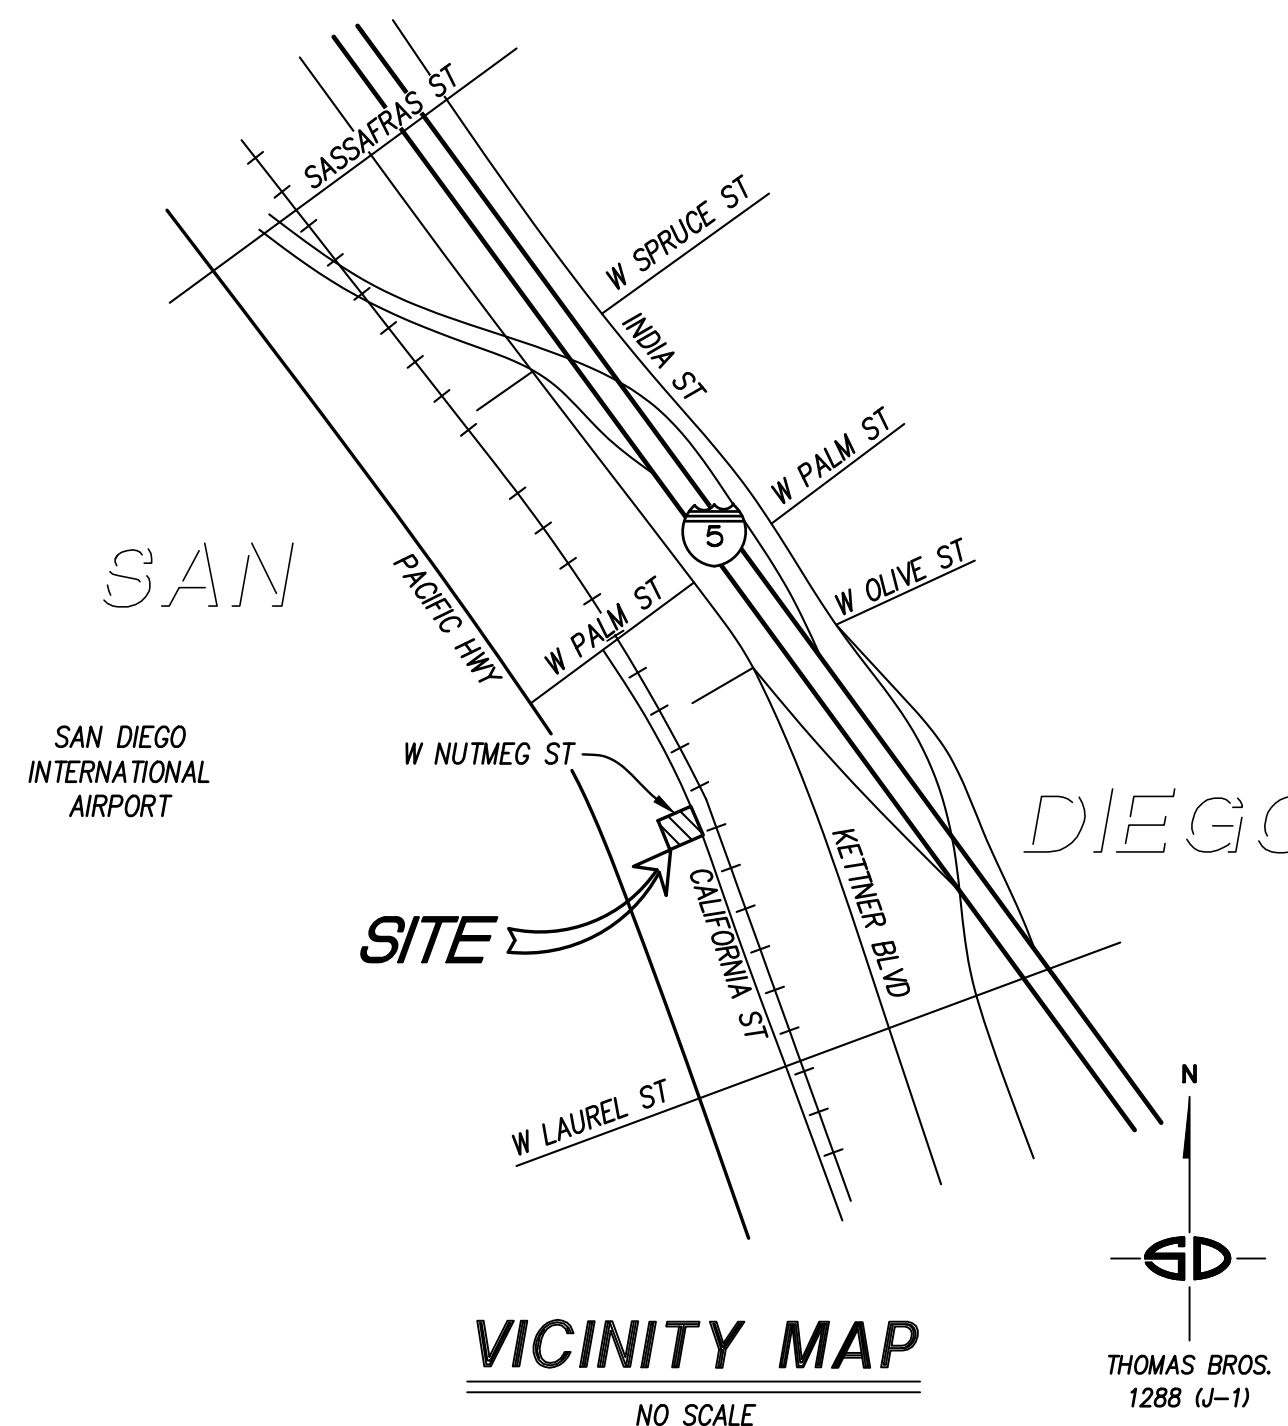 SASSAFRAS ST
W SPRUCE ST
INDIA ST
W PALM ST
5
W OLIVE ST
SAN
PACIFIC HWY
W PALM ST
SAN DIEGO
INTERNATIONAL
AIRPORT
W NUTMEG ST
DIEGO
KETTNER BLVD
CALIFORNIA ST
SITE
W LAUREL ST
N
SD
VICINITY MAP
NO SCALE
THOMAS BROS.
1288 (J-1)